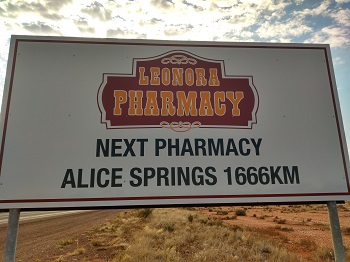 LEONORA
PHARMACY
NEXT PHARMACY
ALICE SPRINGS 1666KM